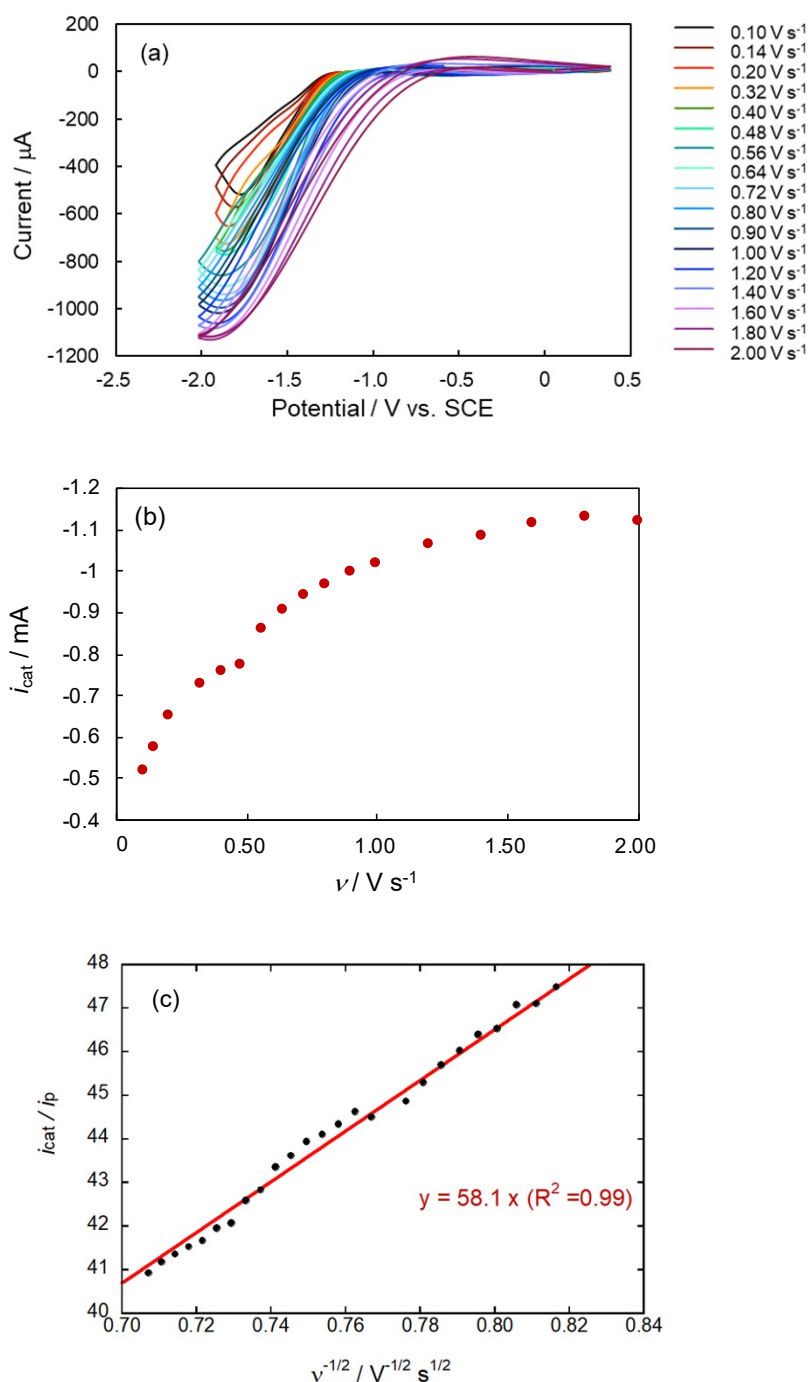 (a)
200
0
-200
-400
-600
-800
-1000
-1200
Current / μA
-2.5 -2.0 -1.5 -1.0 -0.5 0 0.5
Potential / V vs. SCE
0.10 V s⁻¹
0.14 V s⁻¹
0.20 V s⁻¹
0.32 V s⁻¹
0.40 V s⁻¹
0.48 V s⁻¹
0.56 V s⁻¹
0.64 V s⁻¹
0.72 V s⁻¹
0.80 V s⁻¹
0.90 V s⁻¹
1.00 V s⁻¹
1.20 V s⁻¹
1.40 V s⁻¹
1.60 V s⁻¹
1.80 V s⁻¹
2.00 V s⁻¹
(b)
-1.2
-1.1
-1
-0.9
-0.8
-0.7
-0.6
-0.5
-0.4
i cat / mA
0 0.50 1.00 1.50 2.00
ν / V s⁻¹
(c)
48
47
46
45
44
43
42
41
40
i cat / i p
y = 58.1 x (R² =0.99)
0.70 0.72 0.74 0.76 0.78 0.80 0.82 0.84
ν⁻¹/² / V⁻¹/² s¹/²